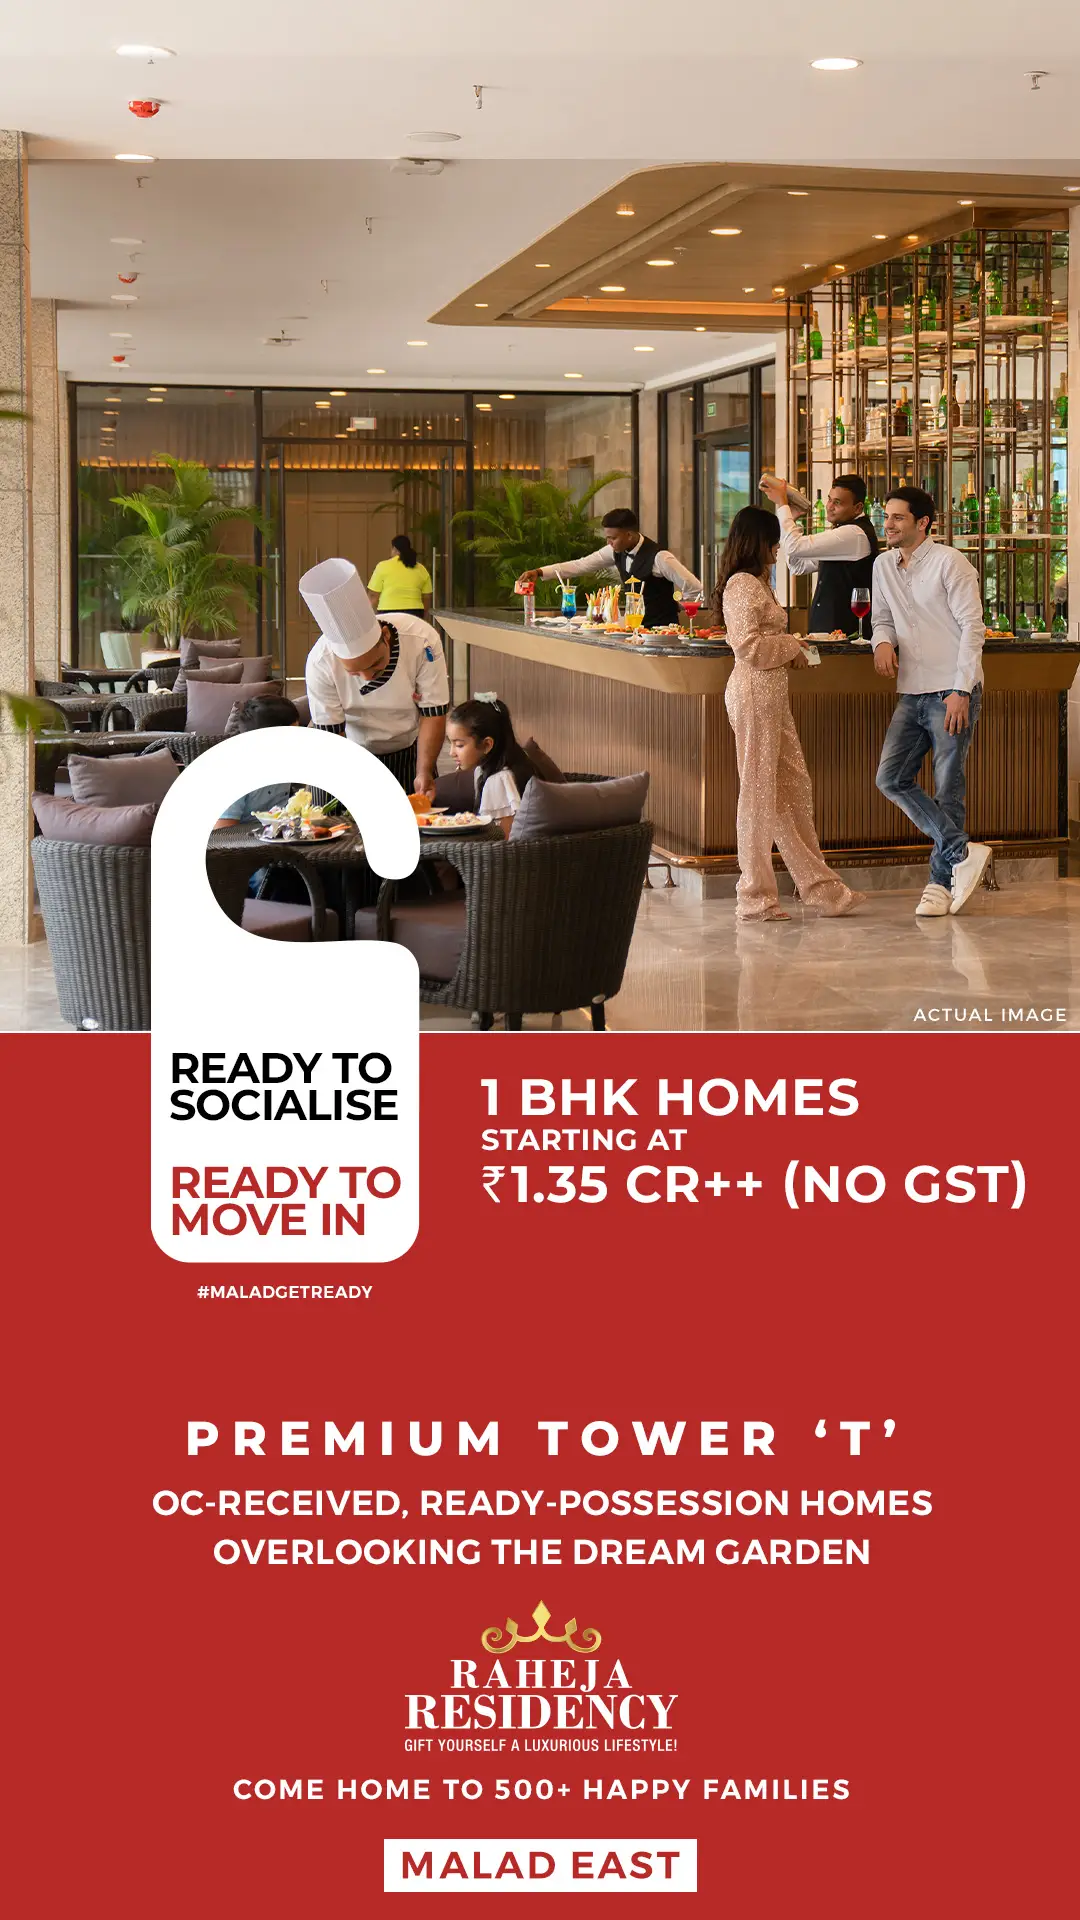 ACTUAL IMAGE
READY TO
SOCIALISE
READY TO
MOVE IN
#MALADGETREADY
1 BHK HOMES
STARTING AT
₹1.35 CR++ (NO GST)
PREMIUM TOWER ‘T’
OC-RECEIVED, READY-POSSESSION HOMES
OVERLOOKING THE DREAM GARDEN
RAHEJA
RESIDENCY
GIFT YOURSELF A LUXURIOUS LIFESTYLE!
COME HOME TO 500+ HAPPY FAMILIES
MALAD EAST